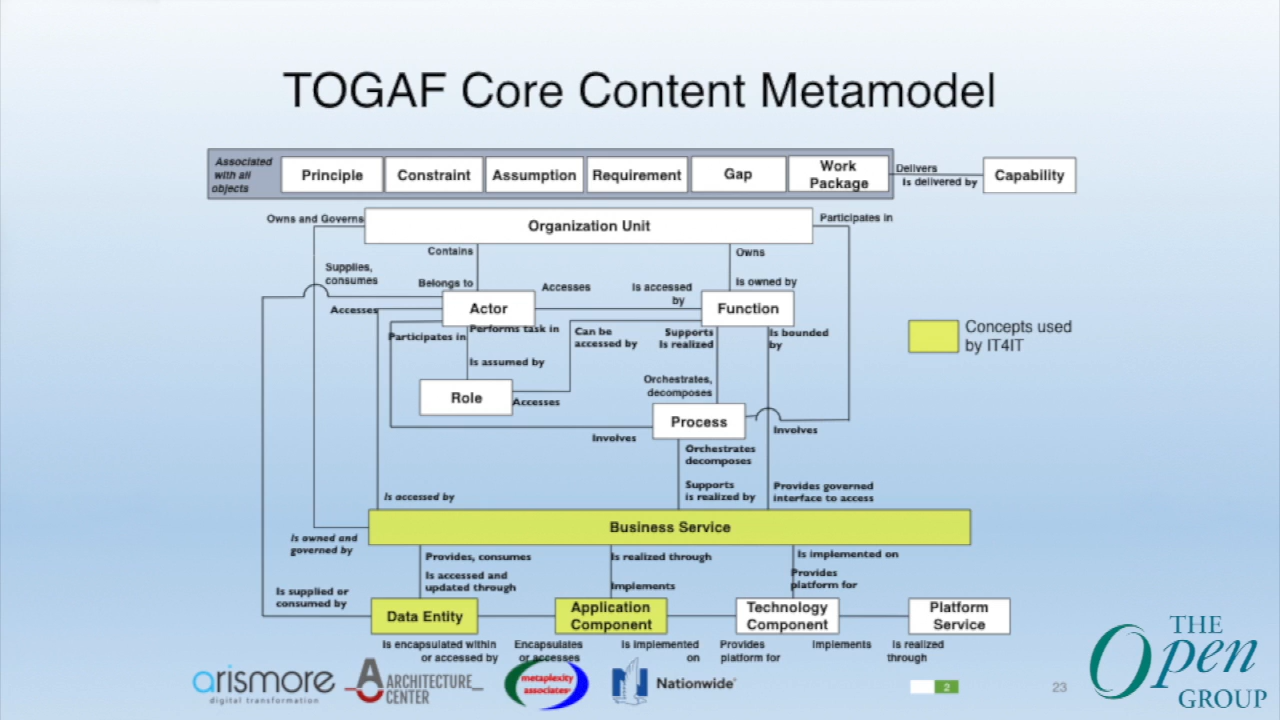 TOGAF Core Content Metamodel
Associated
with all
objects
Principle
Constraint
Assumption
Requirement
Gap
Work
Package
Delivers
Is delivered by
Capability
Owns and Governs
Organization Unit
Participates in
Contains
Owns
Supplies,
consumes
Belongs to
Accesses
Is accessed
by
Is owned by
Accesses
Actor
Function
Concepts used
by IT4IT
Participates in
Performs task in
Can be
accessed by
Supports
Is realized
Is bounded
by
Is assumed by
Orchestrates,
decomposes
Role
Accesses
Process
Involves
Involves
Orchestrates
decomposes
Supports
is realized by
Provides governed
interface to access
Is accessed by
Business Service
Is owned and
governed by
Provides, consumes
Is accessed and
updated through
Is realized through
Implements
Is implemented on
Provides
platform for
Is supplied or
consumed by
Data Entity
Application
Component
Technology
Component
Platform
Service
Is encapsulated within
or accessed by
Encapsulates
or accesses
Is implemented
on
Provides
platform for
Implements
Is realized
through
arismore
digital transformation
ARCHITECTURE_
CENTER
metaplexity
associates
Nationwide
2
23
THE
Open
GROUP